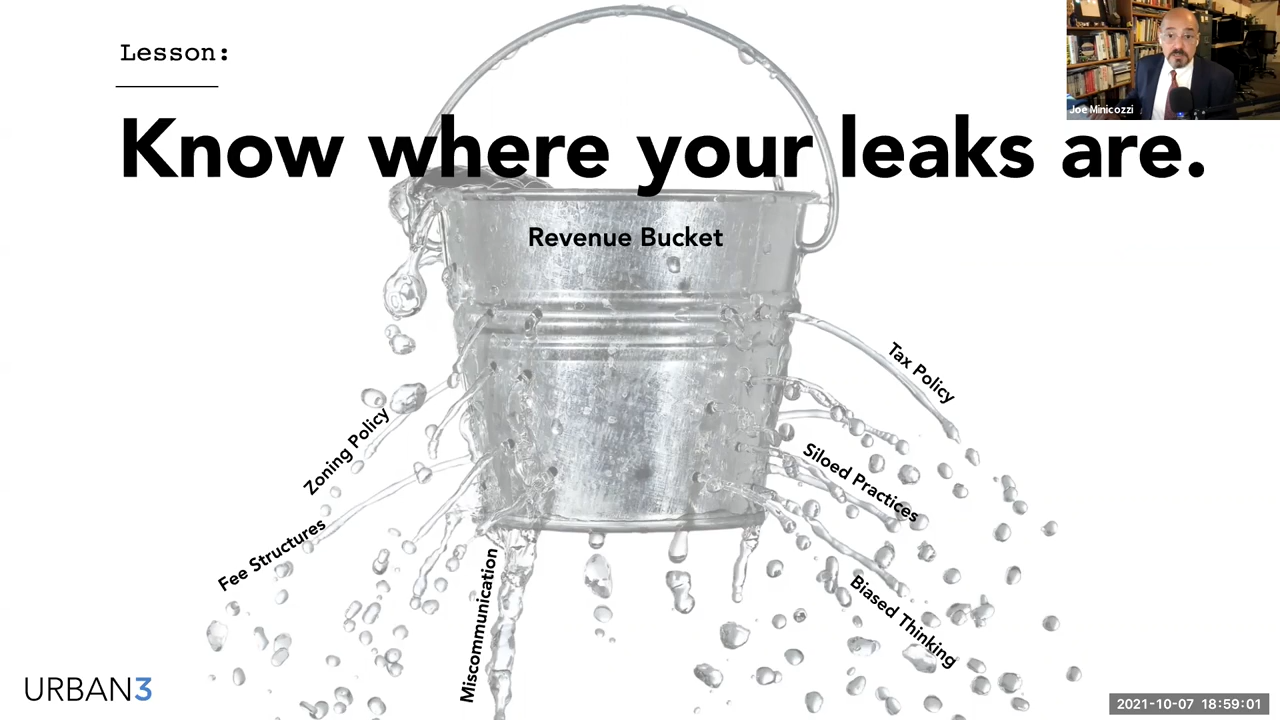 Lesson:
Joe Minicozzi
Know where your leaks are.
Revenue Bucket
Tax Policy
Zoning Policy
Siloed Practices
Fee Structures
Miscommunication
Biased Thinking
URBAN3
2021-10-07 18:59:01